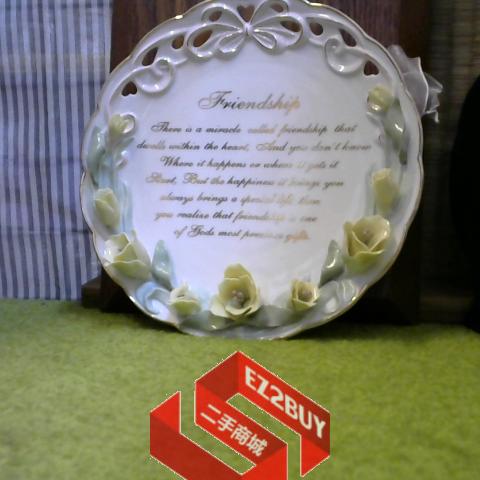 Friendship
There is a miracle called friendship that
dwells within the heart, And you don't know
Where it happens or when it gets it
Start, But the happiness it brings you
always brings a special life, then
you realize that friendship is one
of Gods most precious gifts.
EZ2BUY
二手商城